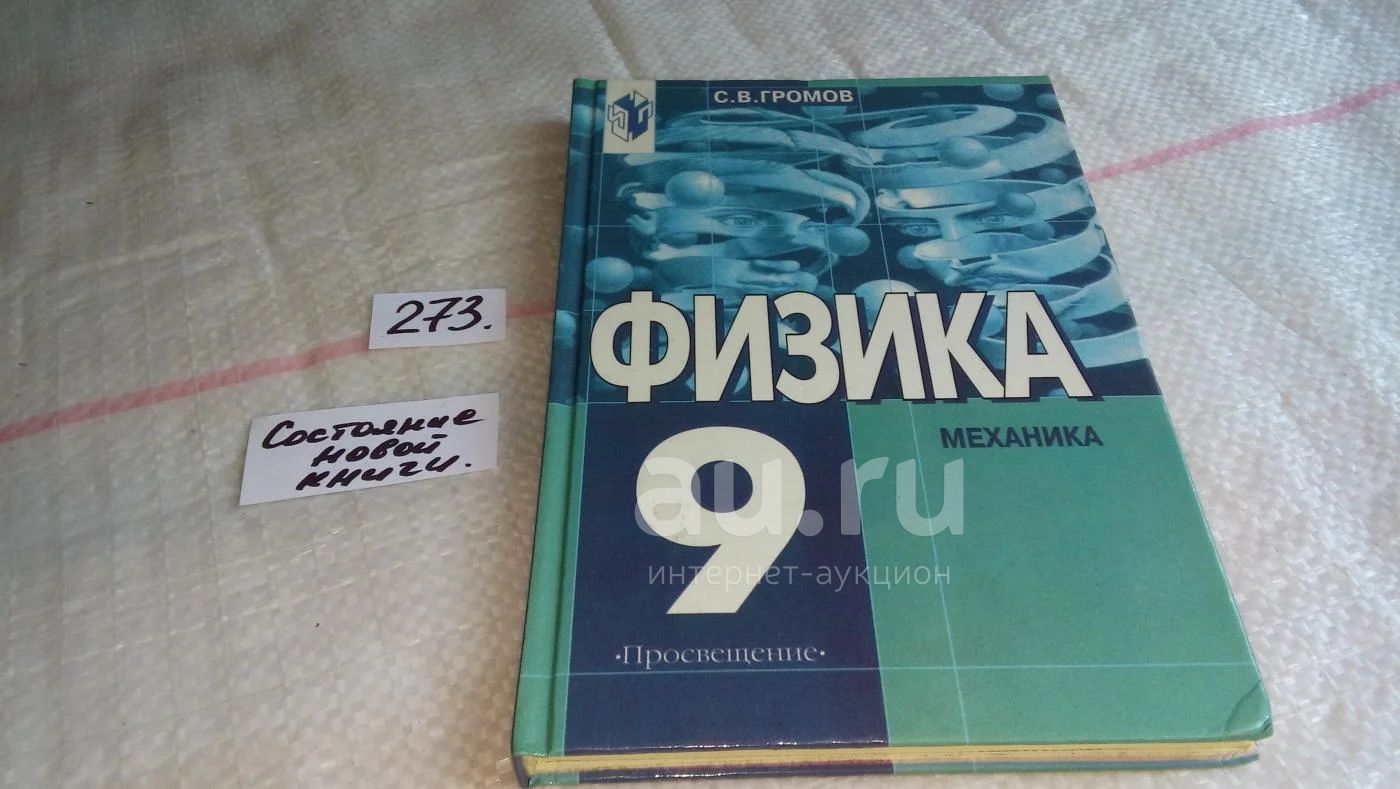 С.В.ГРОМОВ
ФИЗИКА
9
МЕХАНИКА
•Просвещение•
273.
Состояние
новой
книги.
au.ru
интернет-аукцион